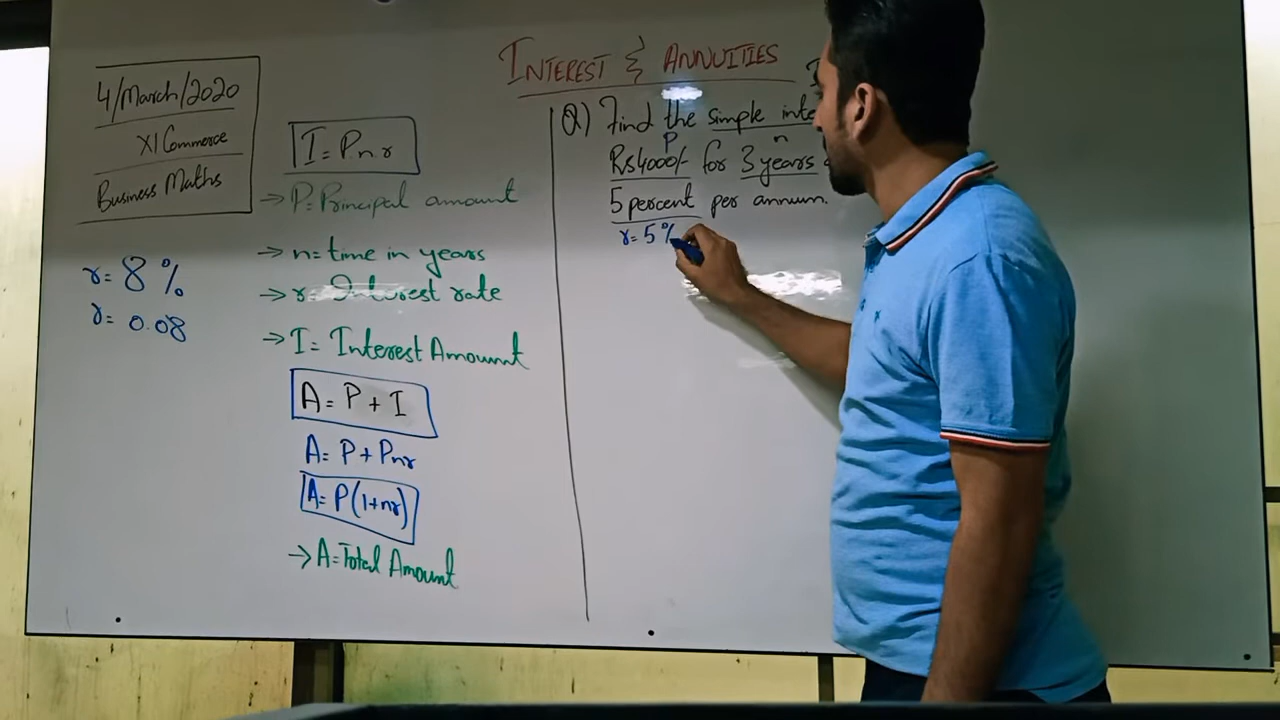 INTEREST & ANNUITIES
4/March/2020
XI Commerce
Business Maths
r= 8 %
r= 0.08
I = Pnr
→ P=Principal amount
→ n=time in years
→ r= Interest rate
→ I= Interest Amount
A= P + I
A= P + Pnr
A= P(1+nr)
→ A=Total Amount
Q) Find the simple
P n
Rs4000/- for 3 years
5 percent per annum.
r= 5%